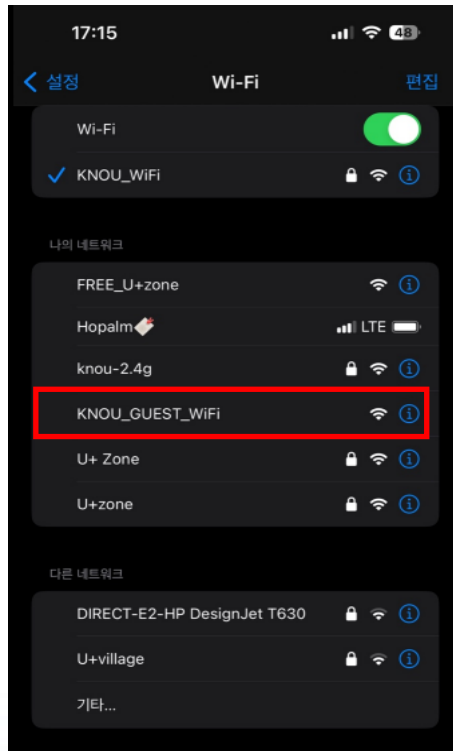 17:15 48
설정 Wi-Fi 편집
Wi-Fi
KNOU_WiFi
나의 네트워크
FREE_U+zone
Hopalm LTE
knou-2.4g
KNOU_GUEST_WiFi
U+ Zone
U+zone
다른 네트워크
DIRECT-E2-HP DesignJet T630
U+village
기타...